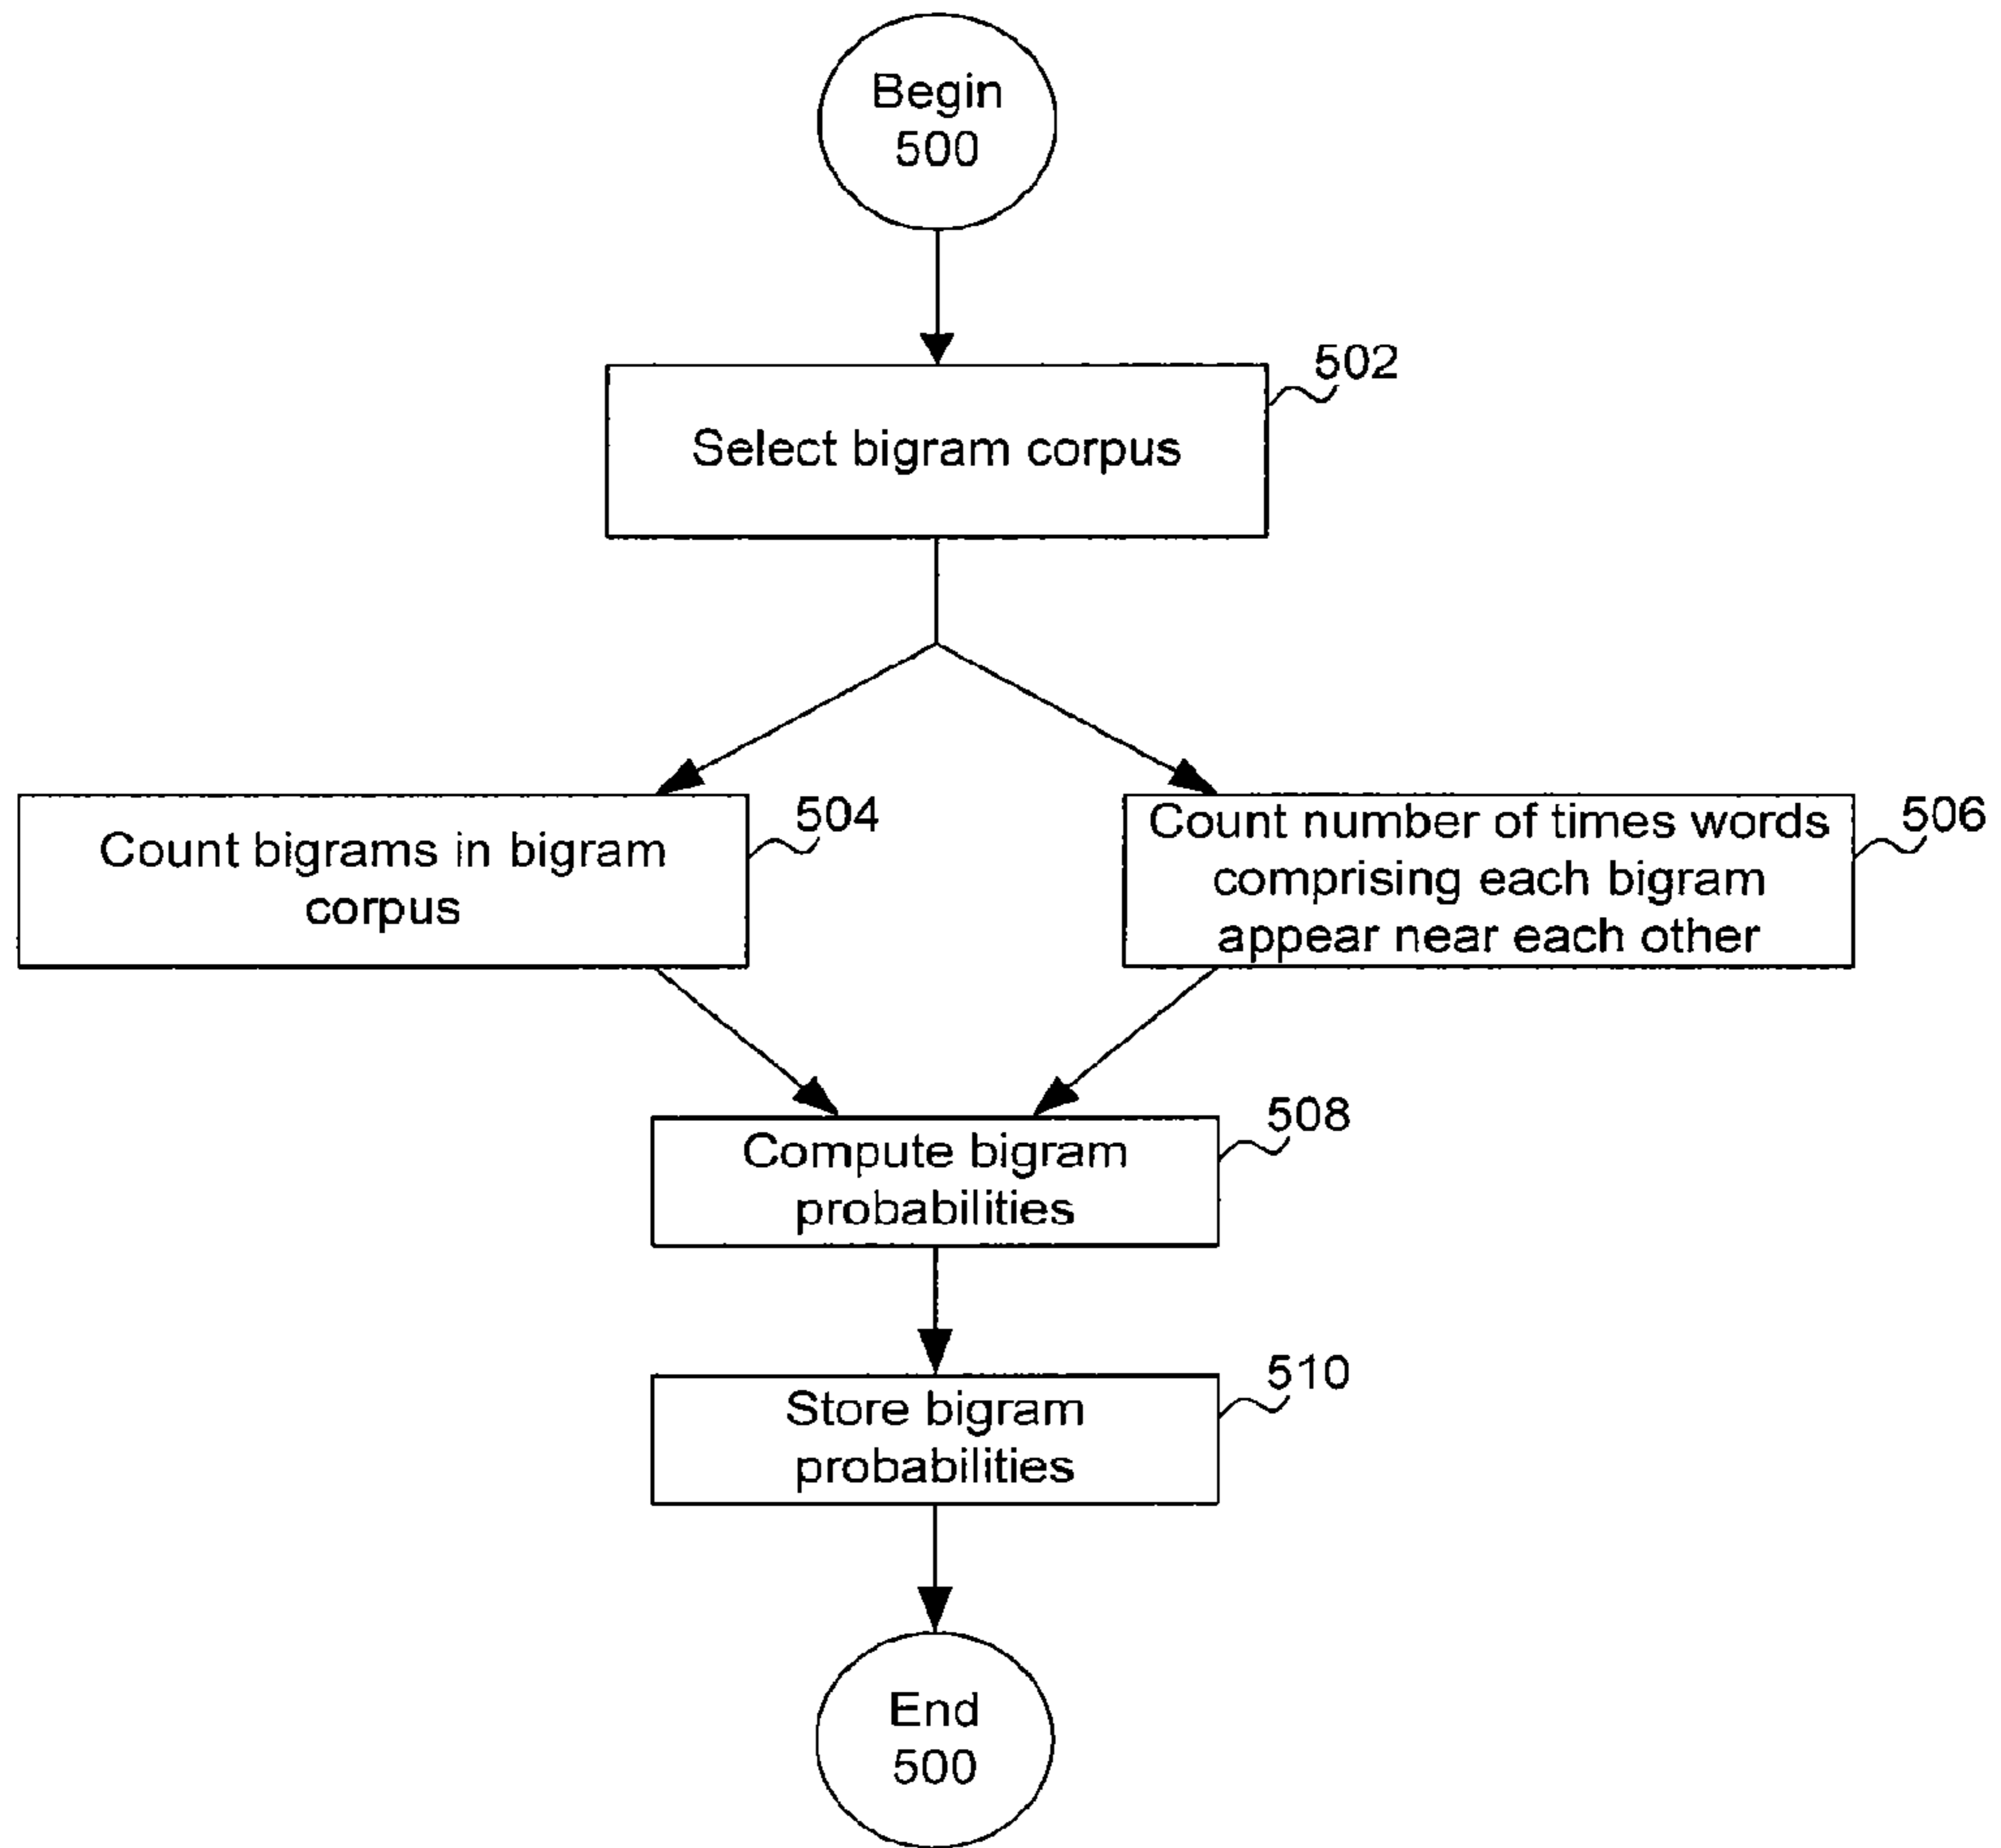 Begin
500
502
Select bigram corpus
504
Count bigrams in bigram
corpus
506
Count number of times words
comprising each bigram
appear near each other
508
Compute bigram
probabilities
510
Store bigram
probabilities
End
500